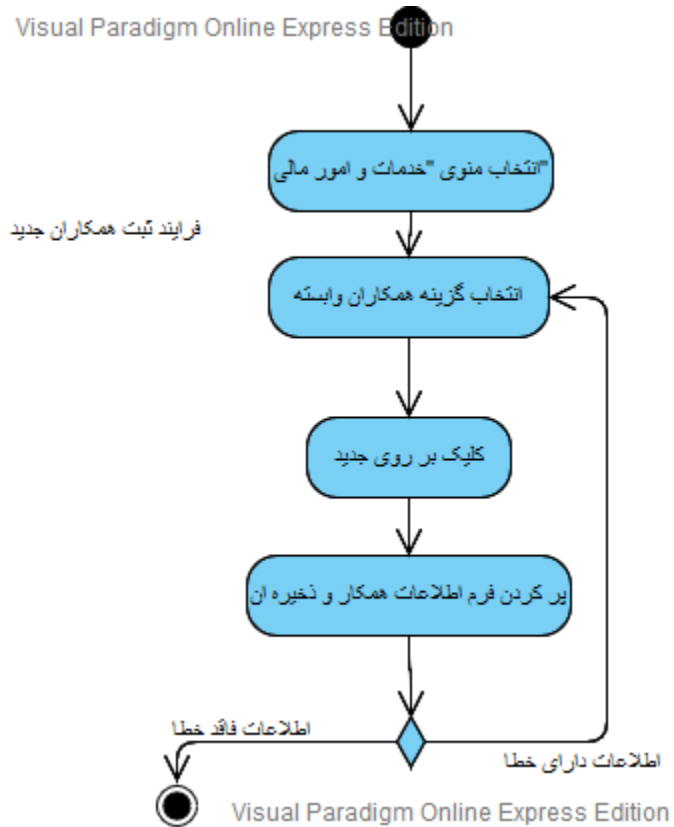 Visual Paradigm Online Express Edition
انتخاب منوی "خدمات و امور مالی"
فرایند ثبت همکاران جدید
انتخاب گزینه همکاران وابسته
کلیک بر روی جدید
پر کردن فرم اطلاعات همکار و ذخیره ان
اطلاعات فاقد خطا
اطلاعات دارای خطا
Visual Paradigm Online Express Edition